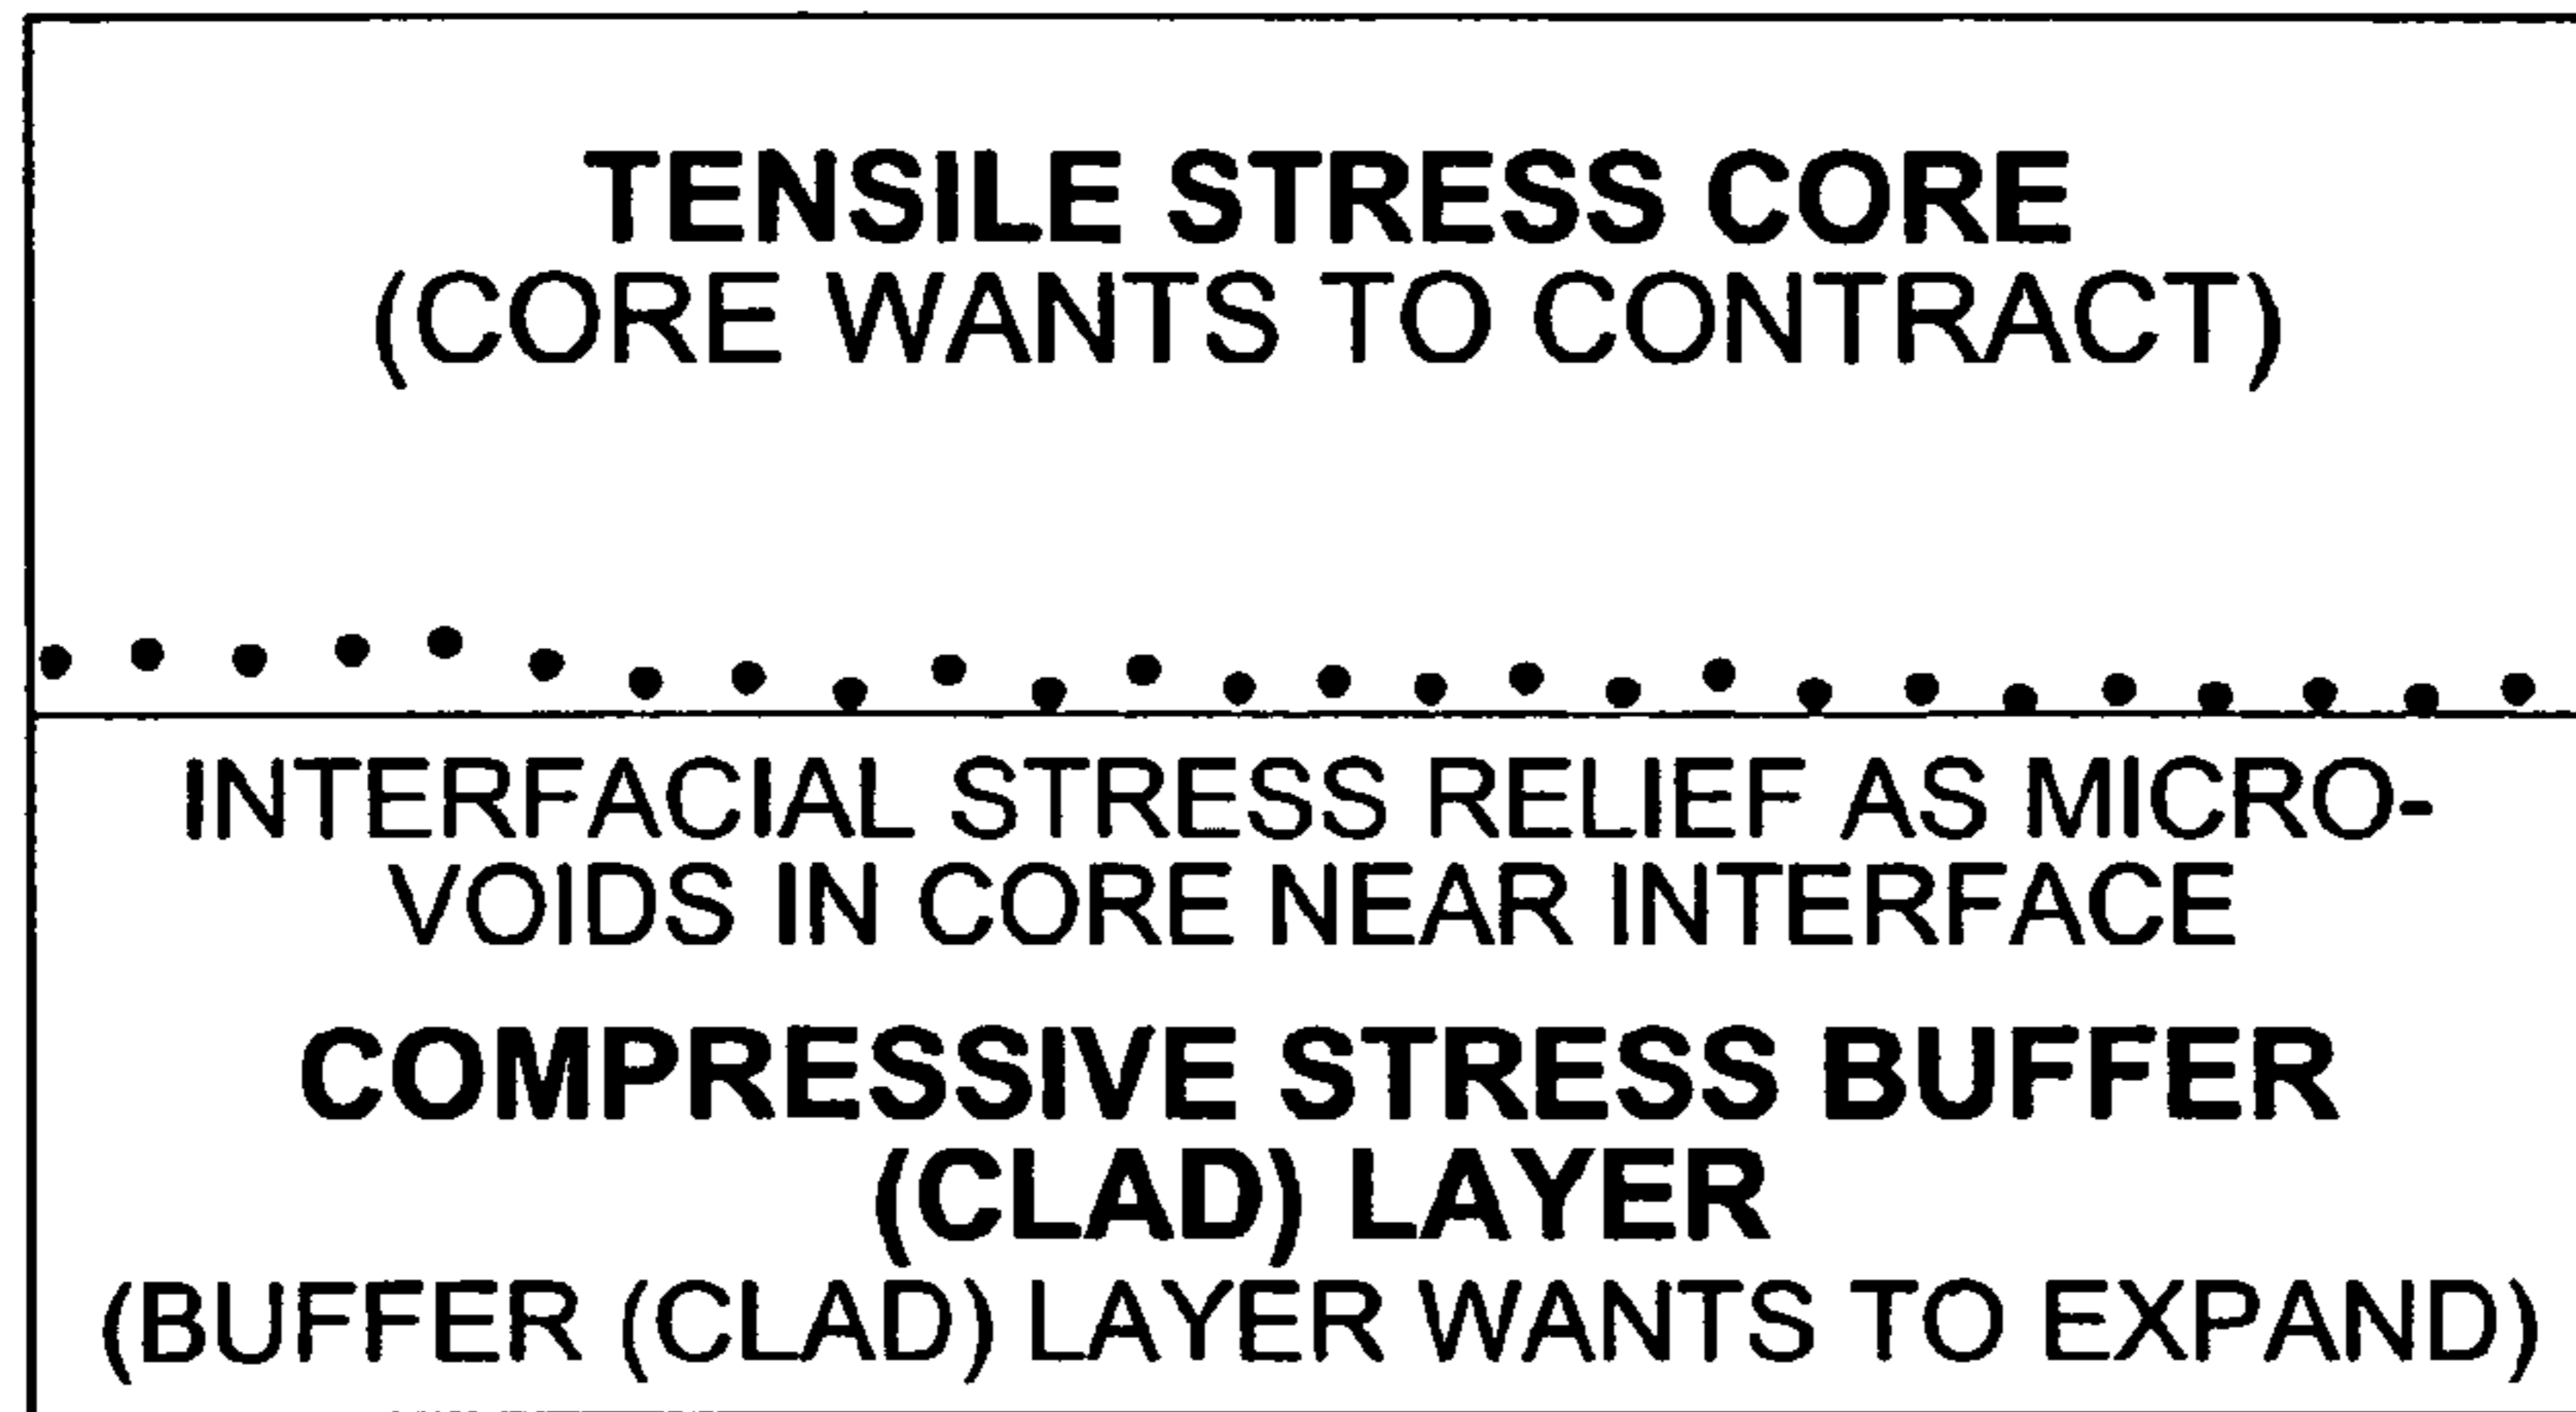 TENSILE STRESS CORE
(CORE WANTS TO CONTRACT)
INTERFACIAL STRESS RELIEF AS MICRO-
VOIDS IN CORE NEAR INTERFACE
COMPRESSIVE STRESS BUFFER
(CLAD) LAYER
(BUFFER (CLAD) LAYER WANTS TO EXPAND)